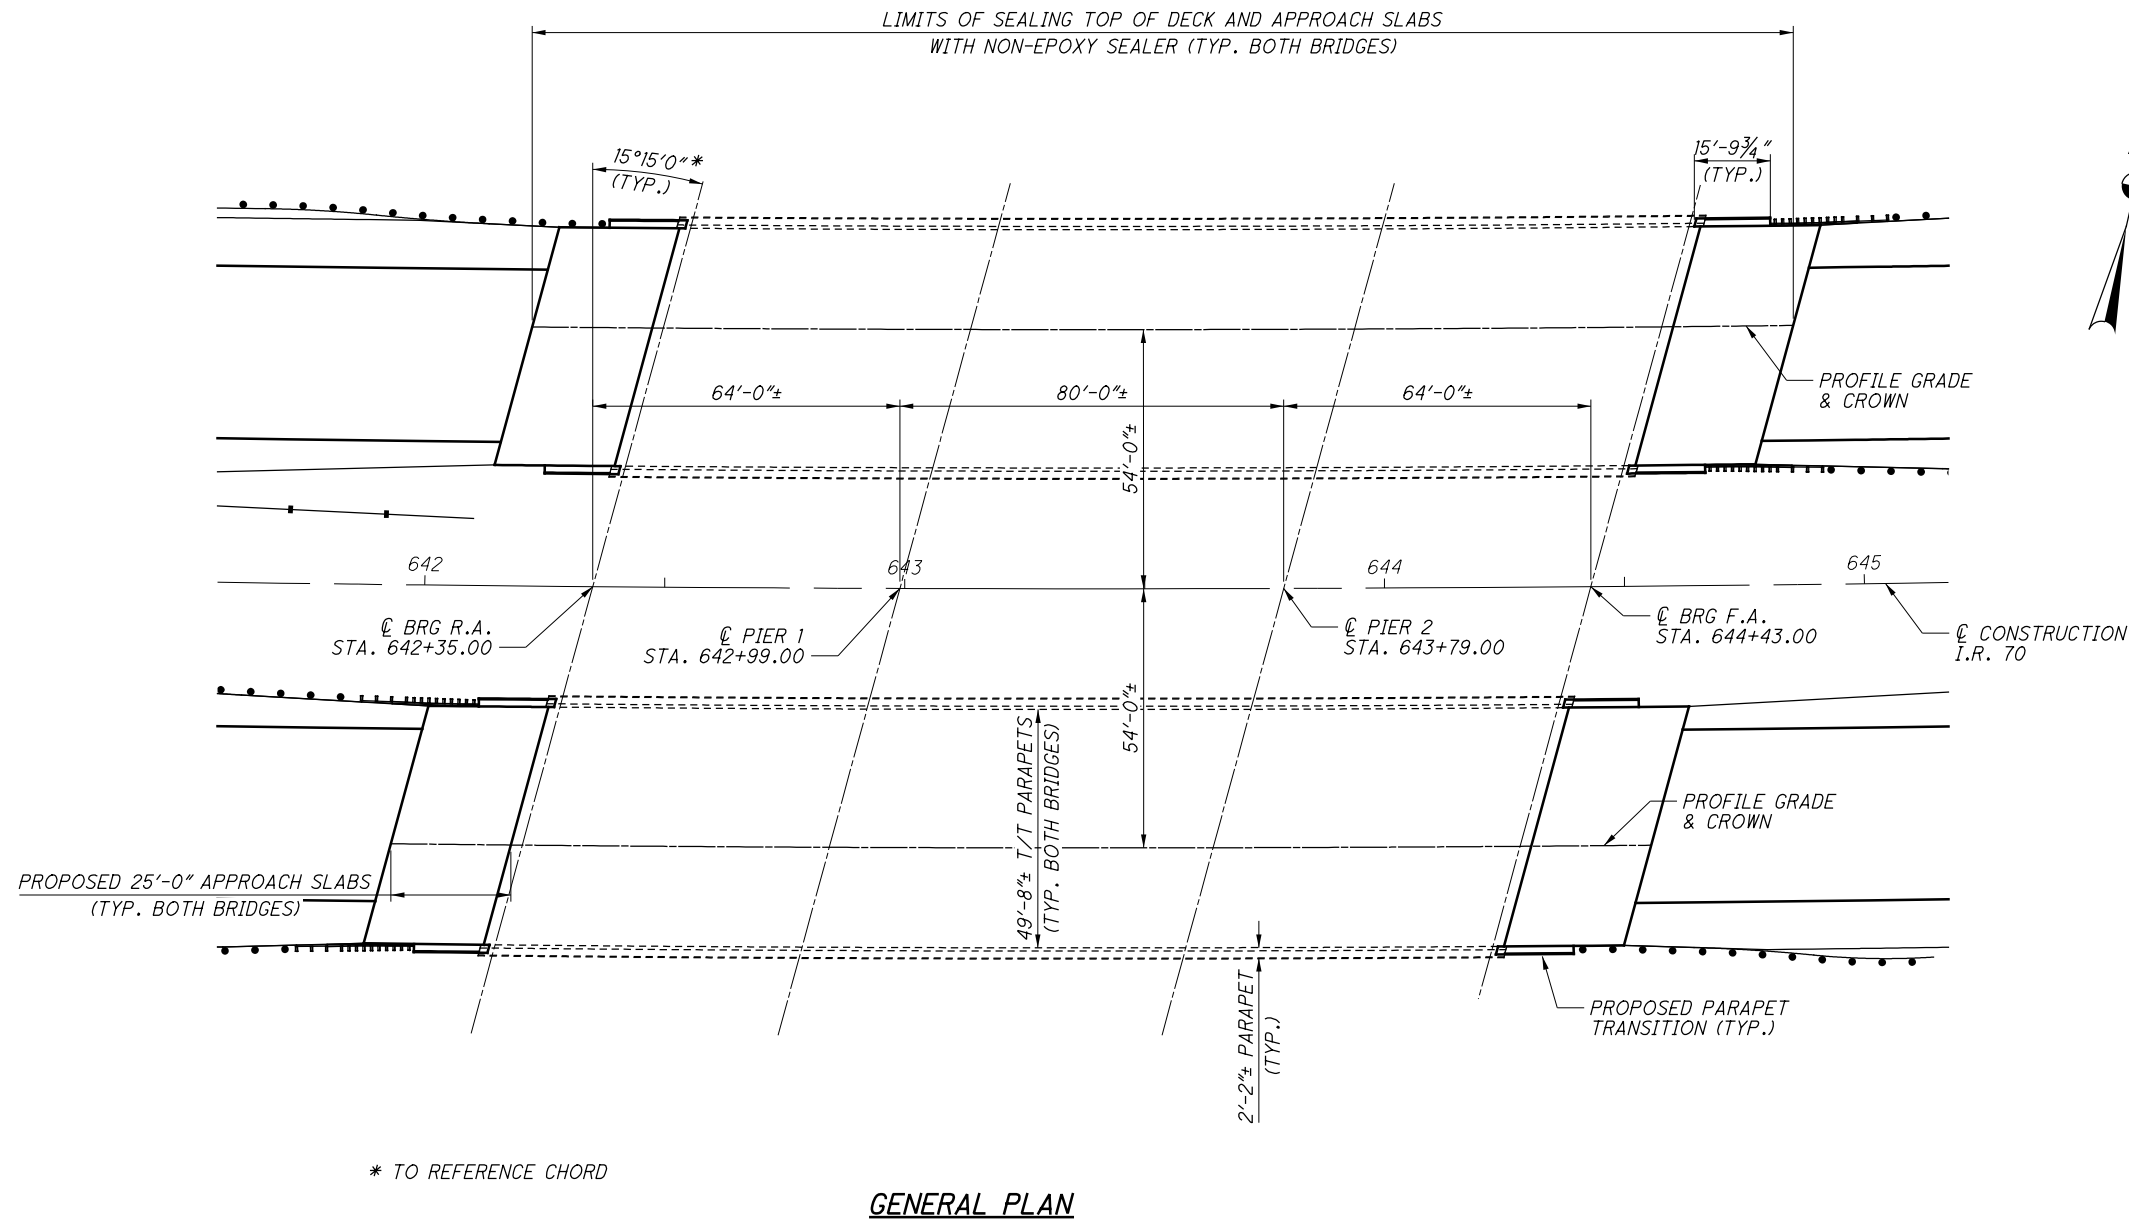 LIMITS OF SEALING TOP OF DECK AND APPROACH SLABS
WITH NON-EPOXY SEALER (TYP. BOTH BRIDGES)
15°15'0" *
(TYP.)
15'-9¾"
(TYP.)
PROFILE GRADE
& CROWN
64'-0"±
80'-0"±
64'-0"±
54'-0"±
642
643
644
645
℄ BRG R.A.
STA. 642+35.00
℄ PIER 1
STA. 642+99.00
℄ PIER 2
STA. 643+79.00
℄ BRG F.A.
STA. 644+43.00
℄ CONSTRUCTION
I.R. 70
54'-0"±
49'-8"± T/T PARAPETS
(TYP. BOTH BRIDGES)
PROFILE GRADE
& CROWN
PROPOSED 25'-0" APPROACH SLABS
(TYP. BOTH BRIDGES)
2'-2"± PARAPET
(TYP.)
PROPOSED PARAPET
TRANSITION (TYP.)
* TO REFERENCE CHORD
GENERAL PLAN